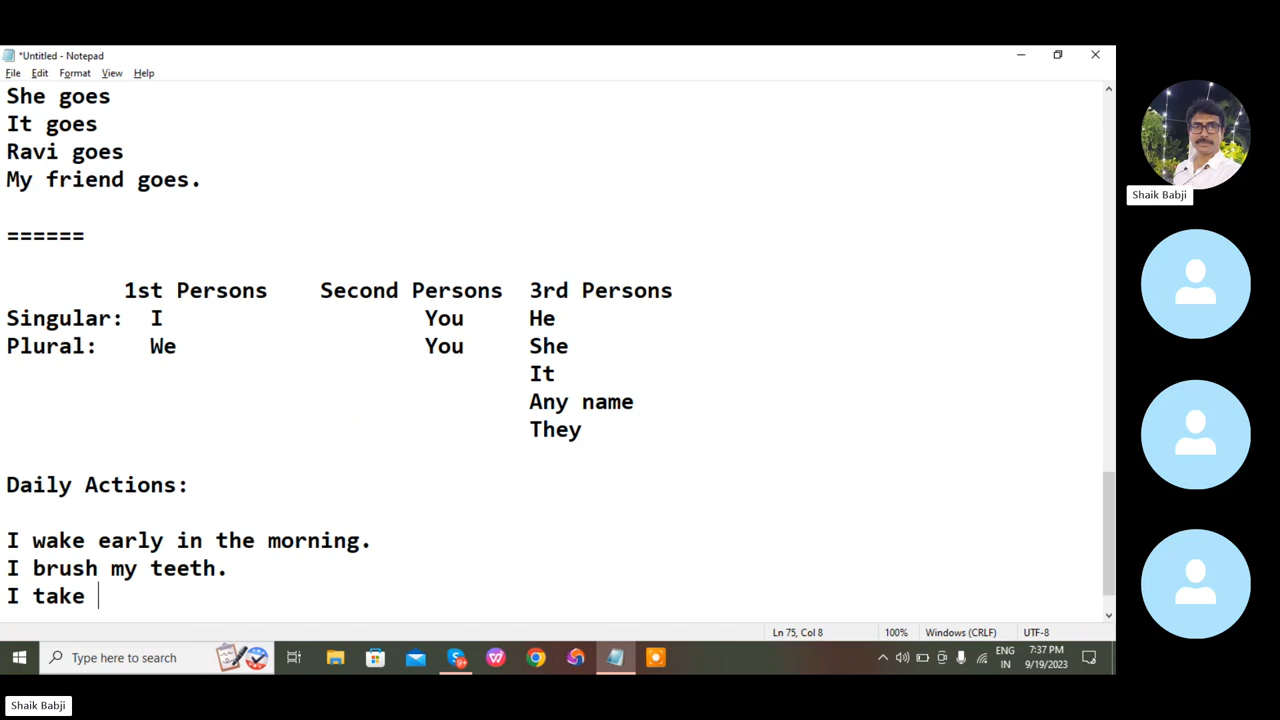 *Untitled - Notepad
File Edit Format View Help
She goes
It goes
Ravi goes
My friend goes.
======
1st Persons Second Persons 3rd Persons
Singular: I You He
Plural: We You She
It
Any name
They
Daily Actions:
I wake early in the morning.
I brush my teeth.
I take
Ln 75, Col 8 100% Windows (CRLF) UTF-8
Type here to search
ENG
IN
7:37 PM
9/19/2023
Shaik Babji
Shaik Babji